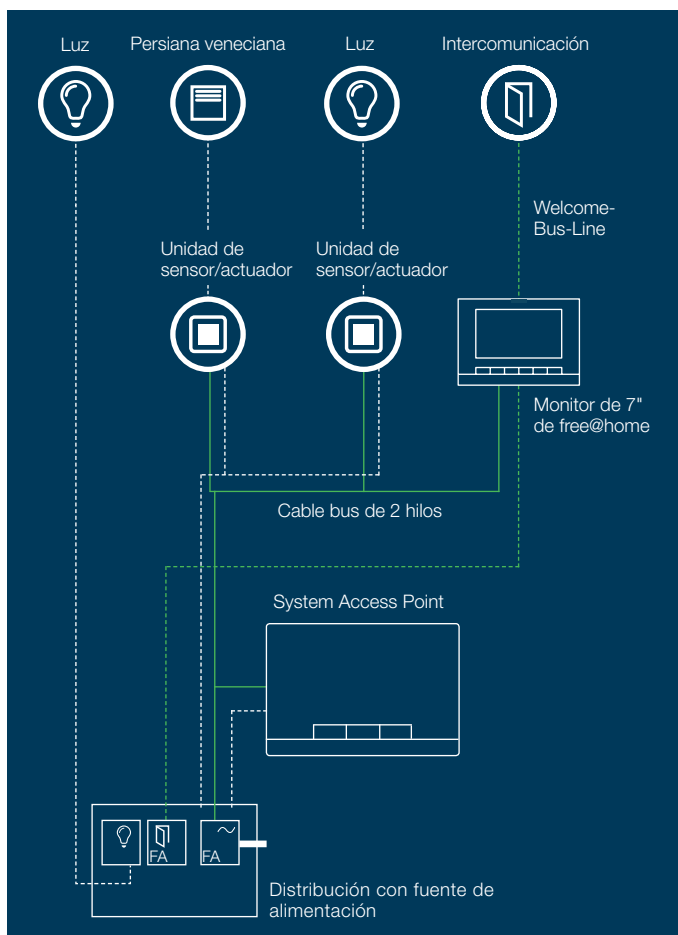 Luz
Persiana veneciana
Luz
Intercomunicación
Welcome-
Bus-Line
Unidad de
sensor/actuador
Unidad de
sensor/actuador
Monitor de 7"
de free@home
Cable bus de 2 hilos
System Access Point
FA
FA
Distribución con fuente de
alimentación